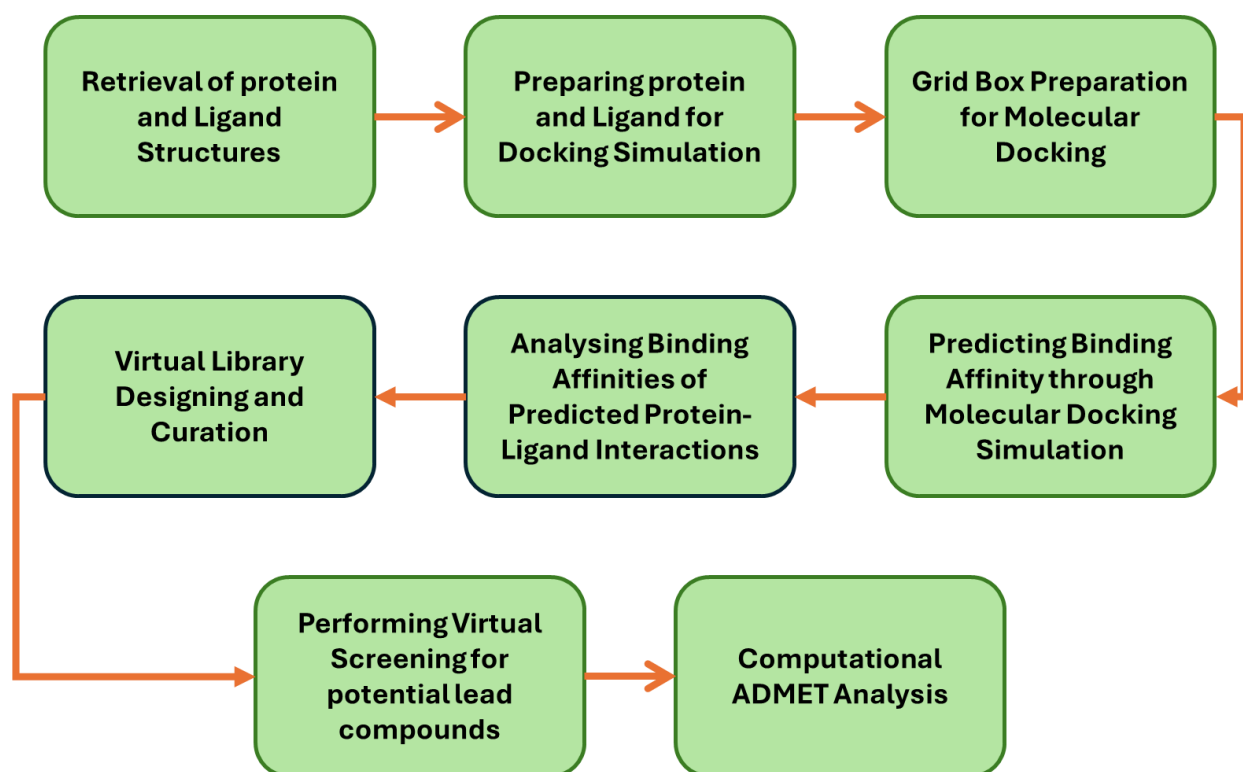 Retrieval of protein
and Ligand
Structures
Preparing protein
and Ligand for
Docking Simulation
Grid Box Preparation
for Molecular
Docking
Predicting Binding
Affinity through
Molecular Docking
Simulation
Analysing Binding
Affinities of
Predicted Protein-
Ligand Interactions
Virtual Library
Designing and
Curation
Performing Virtual
Screening for
potential lead
compounds
Computational
ADMET Analysis